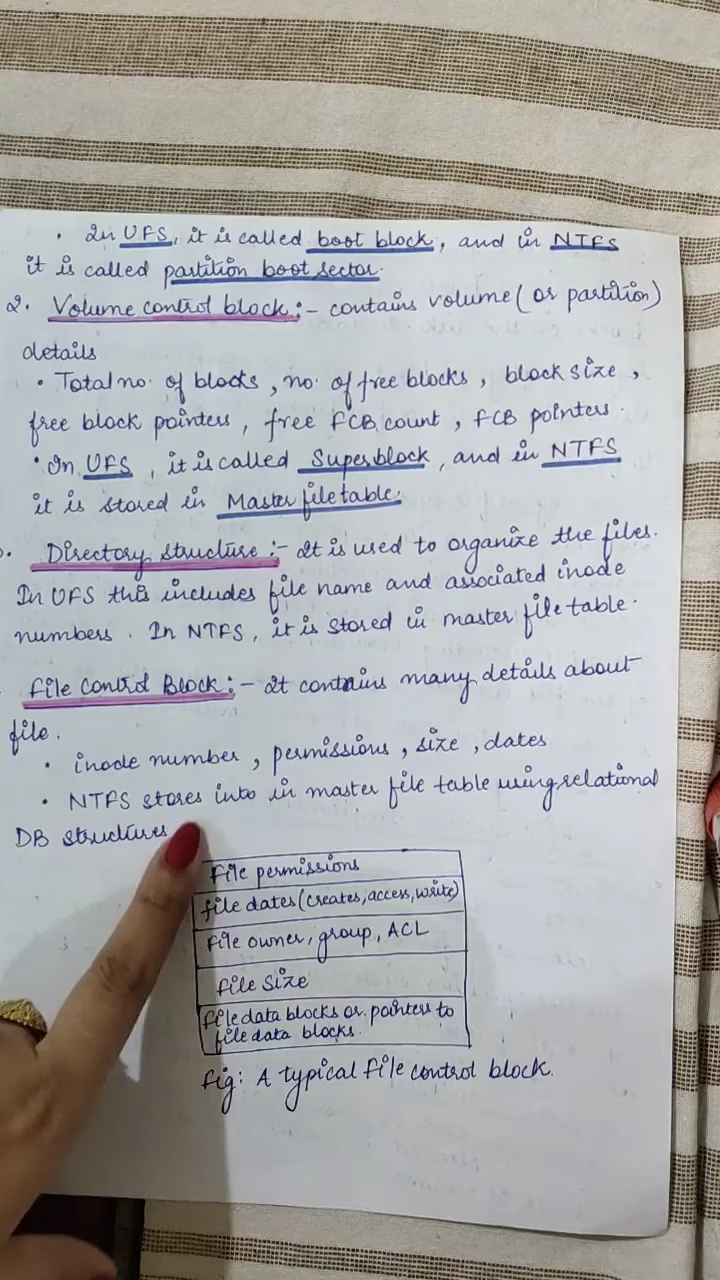 • In UFS, it is called boot block, and in NTFS
it is called partition boot sector.
2. Volume control block:- contains volume (or partition)
details
• Total no. of blocks, no. of free blocks, block size,
free block pointers, free FCB count, FCB pointers.
• In UFS, it is called Superblock, and in NTFS
it is stored in Master file table.
Directory structure:- It is used to organize the files.
In UFS this includes file name and associated inode
numbers. In NTFS, it is stored in master file table.
File Control Block:- It contains many details about
file.
• inode number, permissions, size, dates
• NTFS stores into in master file table using relational
DB structures
File permissions
file dates (creates, access, write)
File owner, group, ACL
file size
file data blocks or pointers to
file data blocks.
fig: A typical file control block.